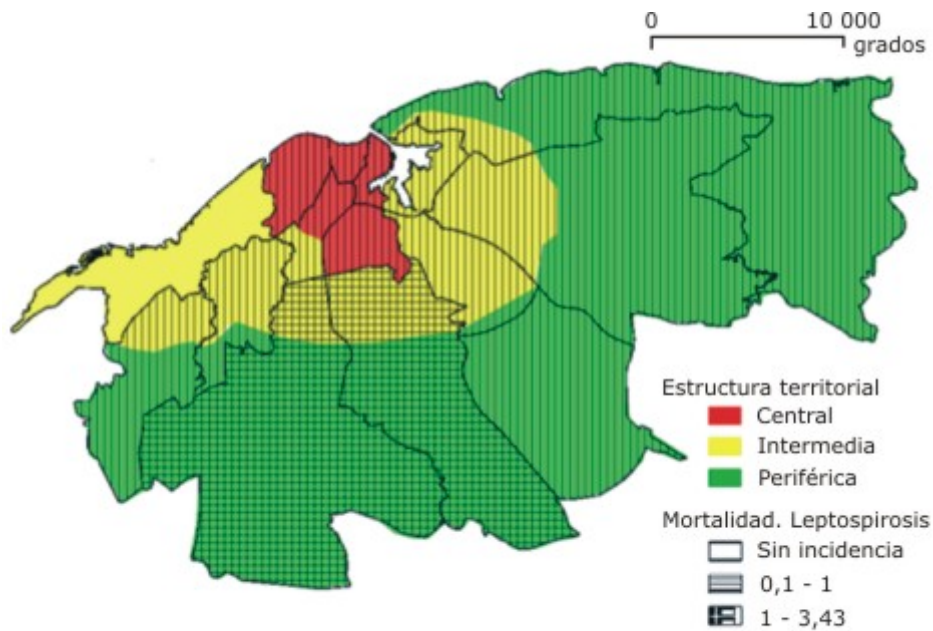 0 10 000
grados
Estructura territorial
Central
Intermedia
Periférica
Mortalidad. Leptospirosis
Sin incidencia
0,1 - 1
1 - 3,43